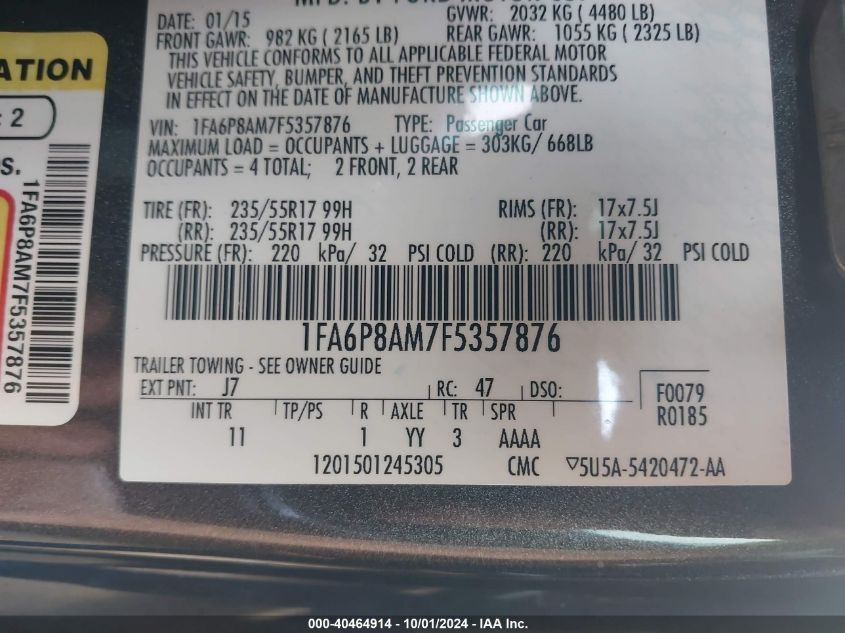 DATE: 01/15 GVWR: 2032 KG ( 4480 LB)
FRONT GAWR: 982 KG ( 2165 LB) REAR GAWR: 1055 KG ( 2325 LB)
THIS VEHICLE CONFORMS TO ALL APPLICABLE FEDERAL MOTOR
VEHICLE SAFETY, BUMPER, AND THEFT PREVENTION STANDARDS
IN EFFECT ON THE DATE OF MANUFACTURE SHOWN ABOVE.
VIN: 1FA6P8AM7F5357876 TYPE: Passenger Car
MAXIMUM LOAD = OCCUPANTS + LUGGAGE = 303KG/ 668LB
OCCUPANTS = 4 TOTAL; 2 FRONT, 2 REAR
TIRE (FR): 235/55R17 99H RIMS (FR): 17x7.5J
(RR): 235/55R17 99H (RR): 17x7.5J
PRESSURE (FR): 220 kPa/ 32 PSI COLD (RR): 220 kPa/ 32 PSI COLD
1FA6P8AM7F5357876
TRAILER TOWING - SEE OWNER GUIDE
EXT PNT: J7 RC: 47 DSO:
F0079
R0185
INT TR TP/PS R AXLE TR SPR
11 1 YY 3 AAAA
1201501245305 CMC ▽5U5A-5420472-AA
: 2
1FA6P8AM7F5357876
000-40464914 - 10/01/2024 - IAA Inc.